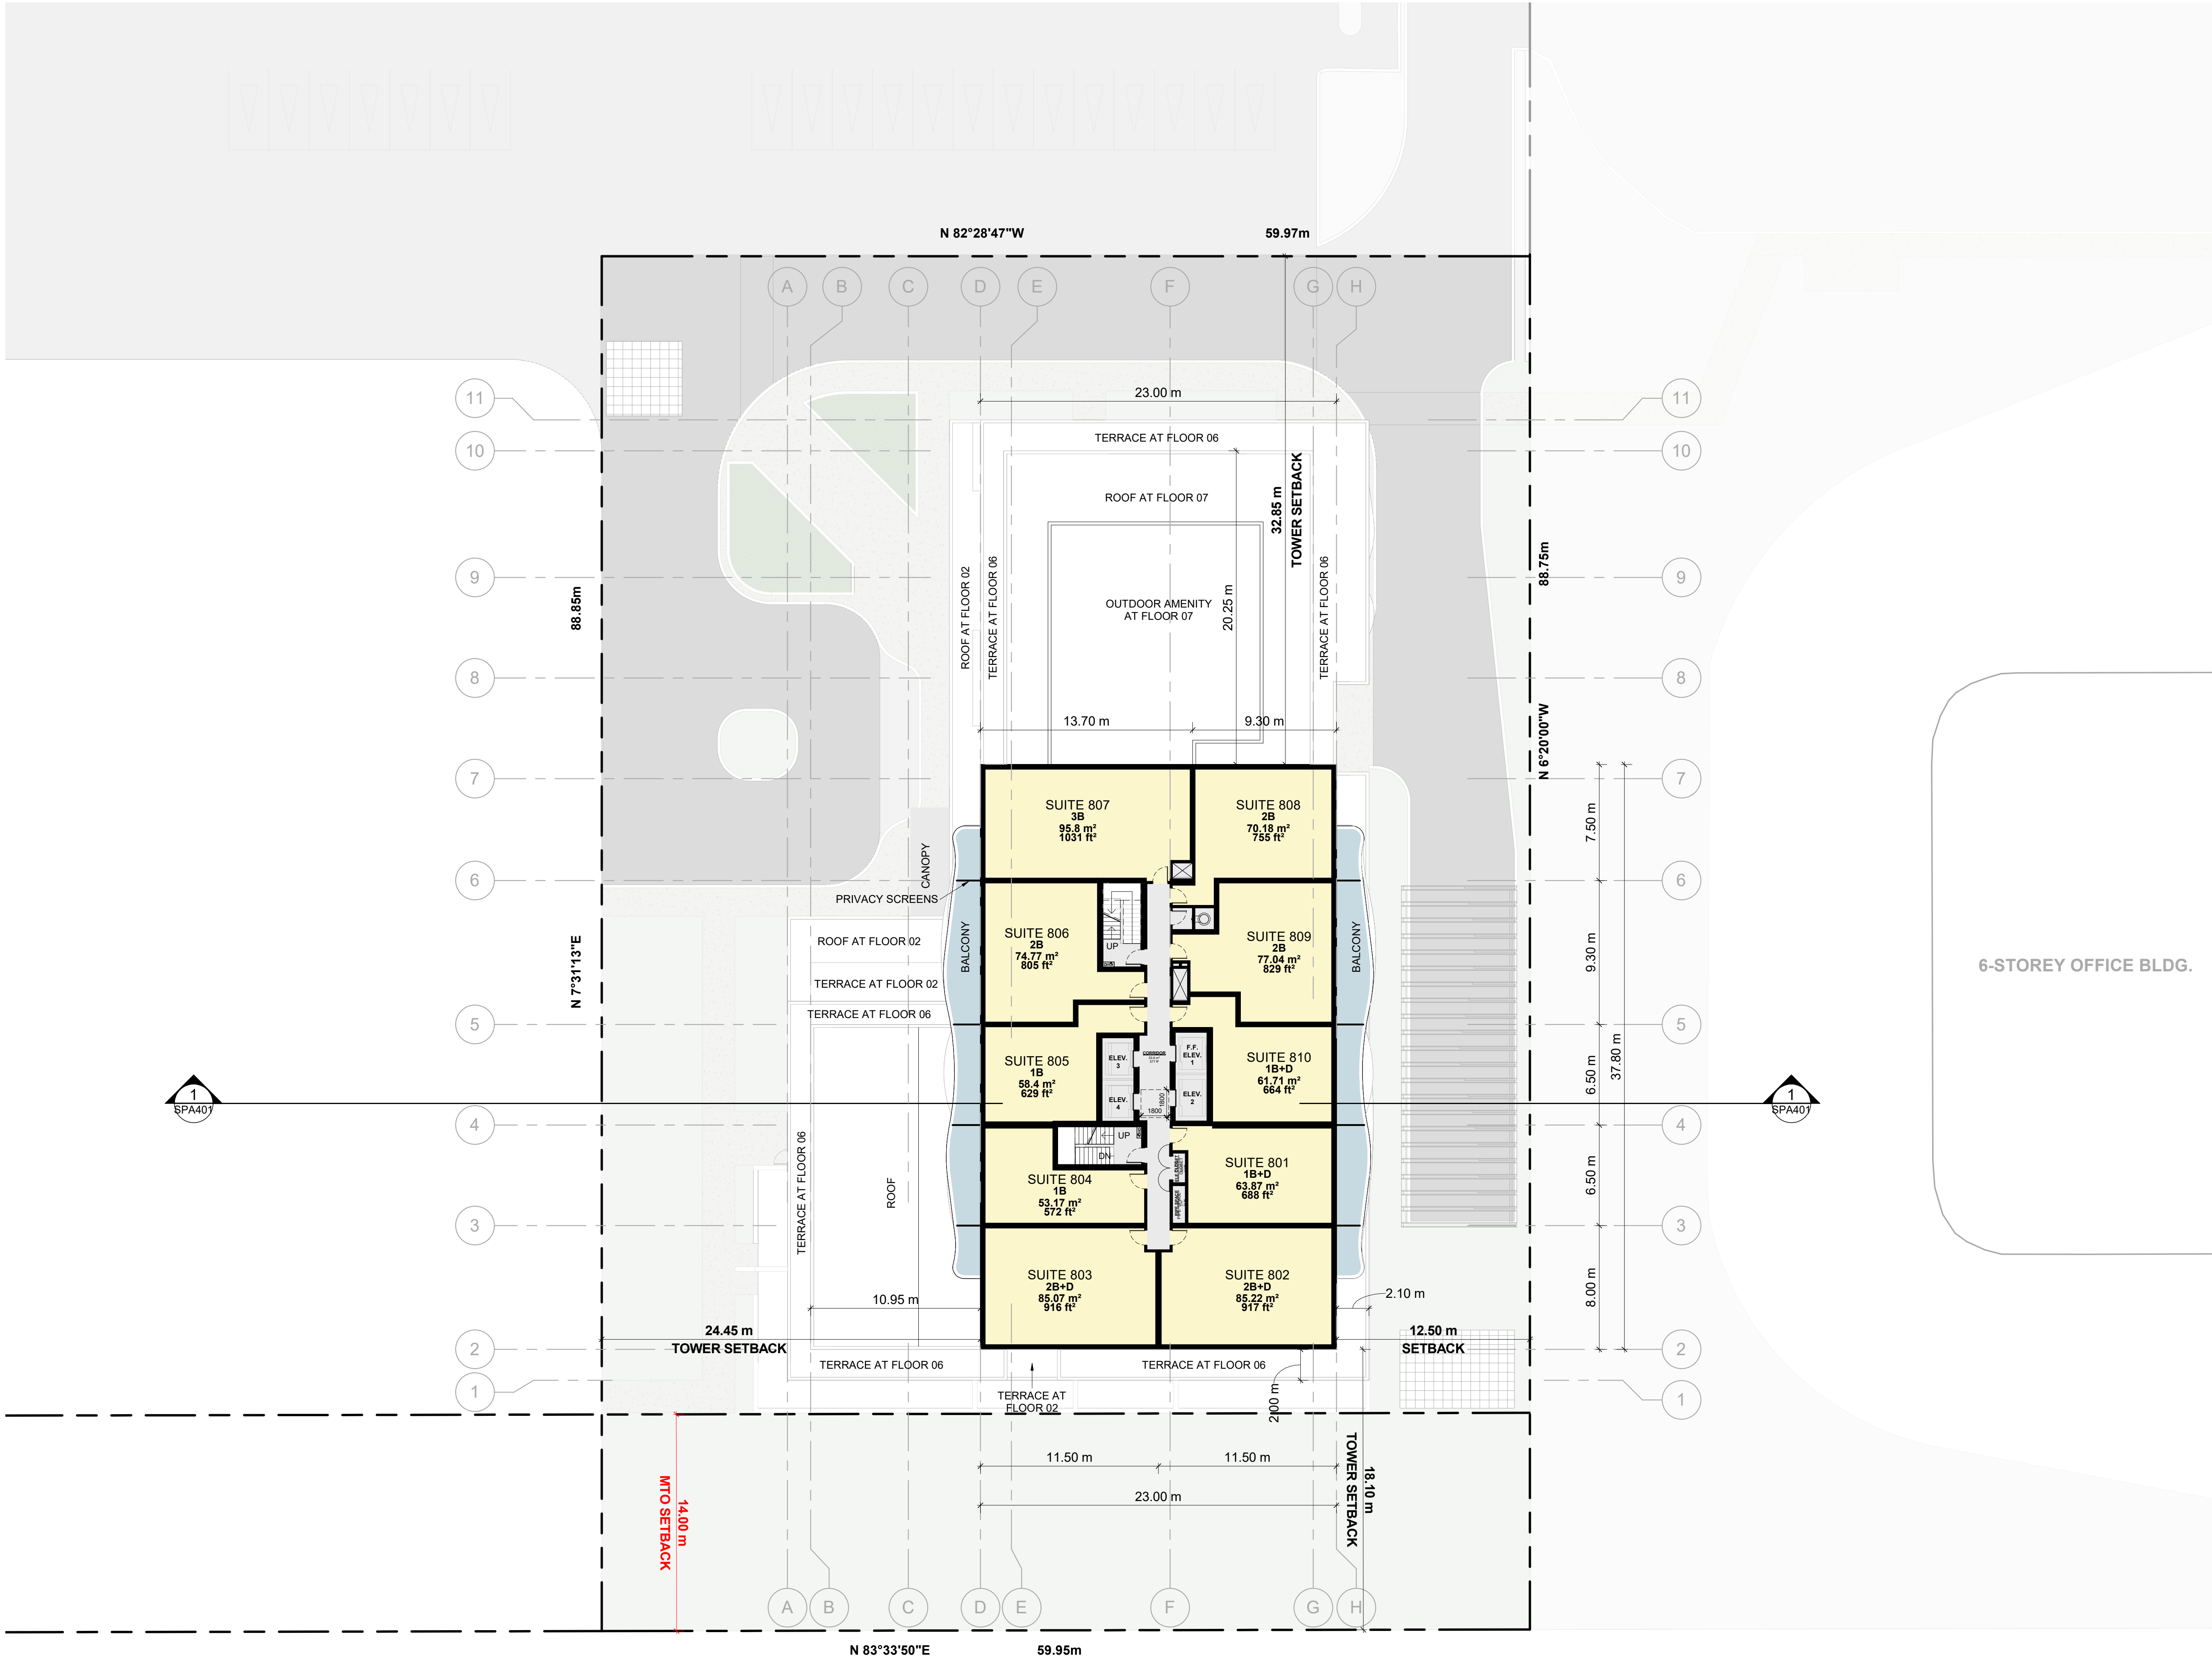 N 82°28'47"W
59.97m
A
B
C
D
E
F
G
H
11
11
23.00 m
TERRACE AT FLOOR 06
10
10
ROOF AT FLOOR 07
32.85 m
TOWER SETBACK
88.85m
88.75m
9
9
ROOF AT FLOOR 02
TERRACE AT FLOOR 06
OUTDOOR AMENITY
AT FLOOR 07
20.25 m
TERRACE AT FLOOR 06
8
8
13.70 m
9.30 m
N 6°20'00"W
7
7
SUITE 807
3B
95.8 m²
1031 ft²
SUITE 808
2B
70.18 m²
755 ft²
7.50 m
CANOPY
6
6
PRIVACY SCREENS
ROOF AT FLOOR 02
BALCONY
SUITE 806
2B
74.77 m²
805 ft²
UP
SUITE 809
2B
77.04 m²
829 ft²
BALCONY
9.30 m
6-STOREY OFFICE BLDG.
N 7°31'13"E
TERRACE AT FLOOR 02
TERRACE AT FLOOR 06
5
5
SUITE 805
1B
58.4 m²
629 ft²
ELEV.
3
ELEV.
4
CORRIDOR
F.F.
ELEV.
1
ELEV.
2
1800
1800
SUITE 810
1B+D
61.71 m²
664 ft²
6.50 m
37.80 m
1
SPA401
1
SPA401
4
4
UP
DN
TERRACE AT FLOOR 06
ROOF
SUITE 804
1B
53.17 m²
572 ft²
SUITE 801
1B+D
63.87 m²
688 ft²
6.50 m
3
3
SUITE 803
2B+D
85.07 m²
916 ft²
SUITE 802
2B+D
85.22 m²
917 ft²
8.00 m
10.95 m
2.10 m
24.45 m
TOWER SETBACK
12.50 m
SETBACK
2
2
TERRACE AT FLOOR 06
TERRACE AT FLOOR 06
1
1
TERRACE AT
FLOOR 02
2.00 m
11.50 m
11.50 m
23.00 m
TOWER SETBACK
18.10 m
MTO SETBACK
14.00 m
A
B
C
D
E
F
G
H
N 83°33'50"E
59.95m